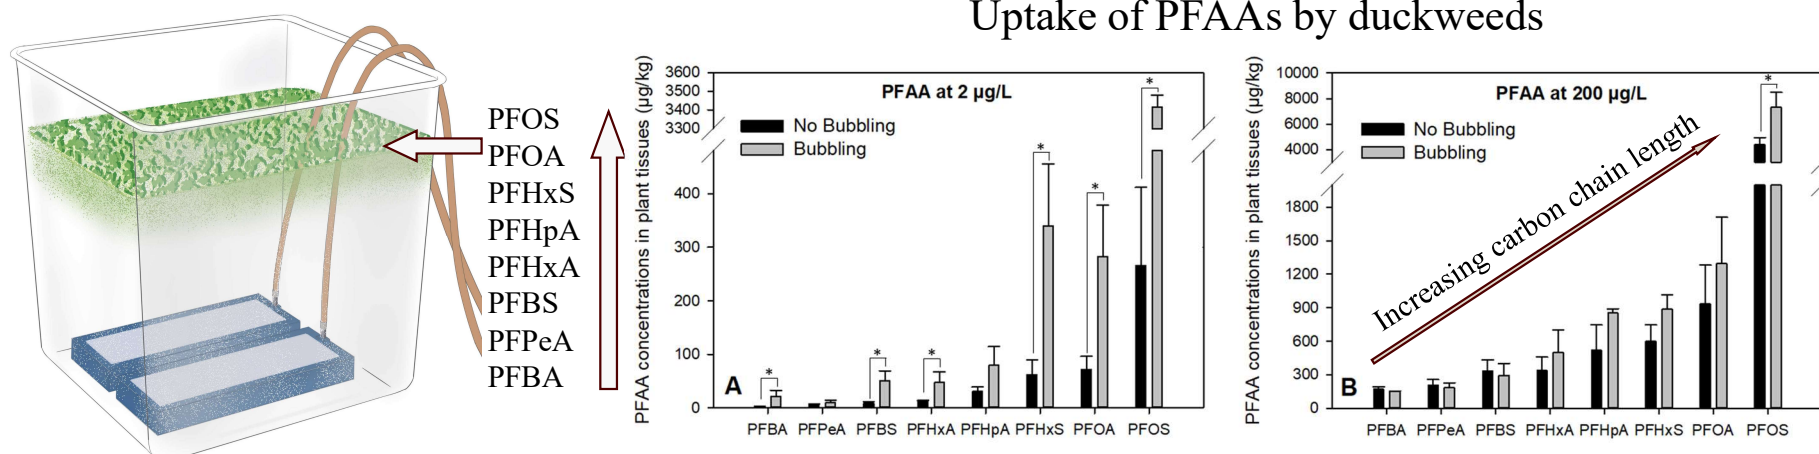 Uptake of PFAAs by duckweeds
PFOS
PFOA
PFHxS
PFHpA
PFHxA
PFBS
PFPeA
PFBA
PFAA concentrations in plant tissues (µg/kg)
3600
3500
3400
3300
400
300
200
100
0
PFAA at 2 µg/L
No Bubbling
Bubbling
*
*
*
*
*
*
A
PFBA PFPeA PFBS PFHxA PFHpA PFHxS PFOA PFOS
PFAA concentrations in plant tissues (µg/kg)
10000
8000
6000
4000
1800
1500
1200
900
600
300
0
PFAA at 200 µg/L
No Bubbling
Bubbling
*
Increasing carbon chain length
B
PFBA PFPeA PFBS PFHxA PFHpA PFHxS PFOA PFOS